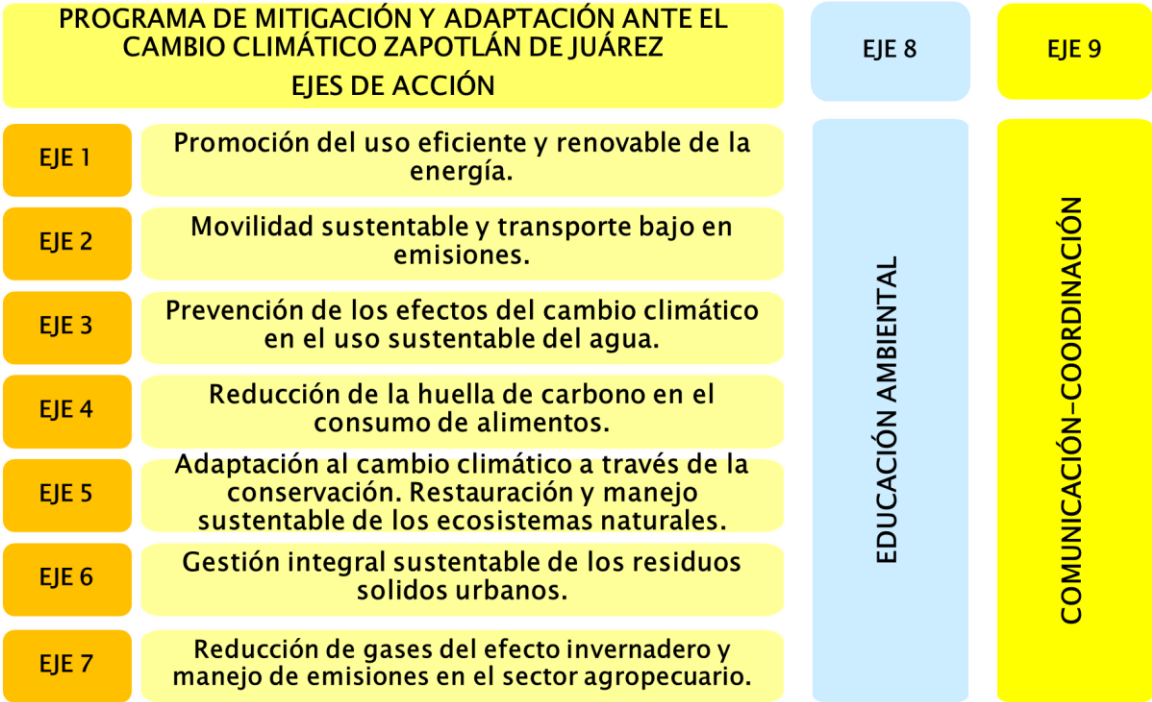 PROGRAMA DE MITIGACIÓN Y ADAPTACIÓN ANTE EL
CAMBIO CLIMÁTICO ZAPOTLÁN DE JUÁREZ
EJES DE ACCIÓN
EJE 1
Promoción del uso eficiente y renovable de la
energía.
EJE 2
Movilidad sustentable y transporte bajo en
emisiones.
EJE 3
Prevención de los efectos del cambio climático
en el uso sustentable del agua.
EJE 4
Reducción de la huella de carbono en el
consumo de alimentos.
EJE 5
Adaptación al cambio climático a través de la
conservación. Restauración y manejo
sustentable de los ecosistemas naturales.
EJE 6
Gestión integral sustentable de los residuos
solidos urbanos.
EJE 7
Reducción de gases del efecto invernadero y
manejo de emisiones en el sector agropecuario.
EJE 8
EDUCACIÓN AMBIENTAL
EJE 9
COMUNICACIÓN-COORDINACIÓN